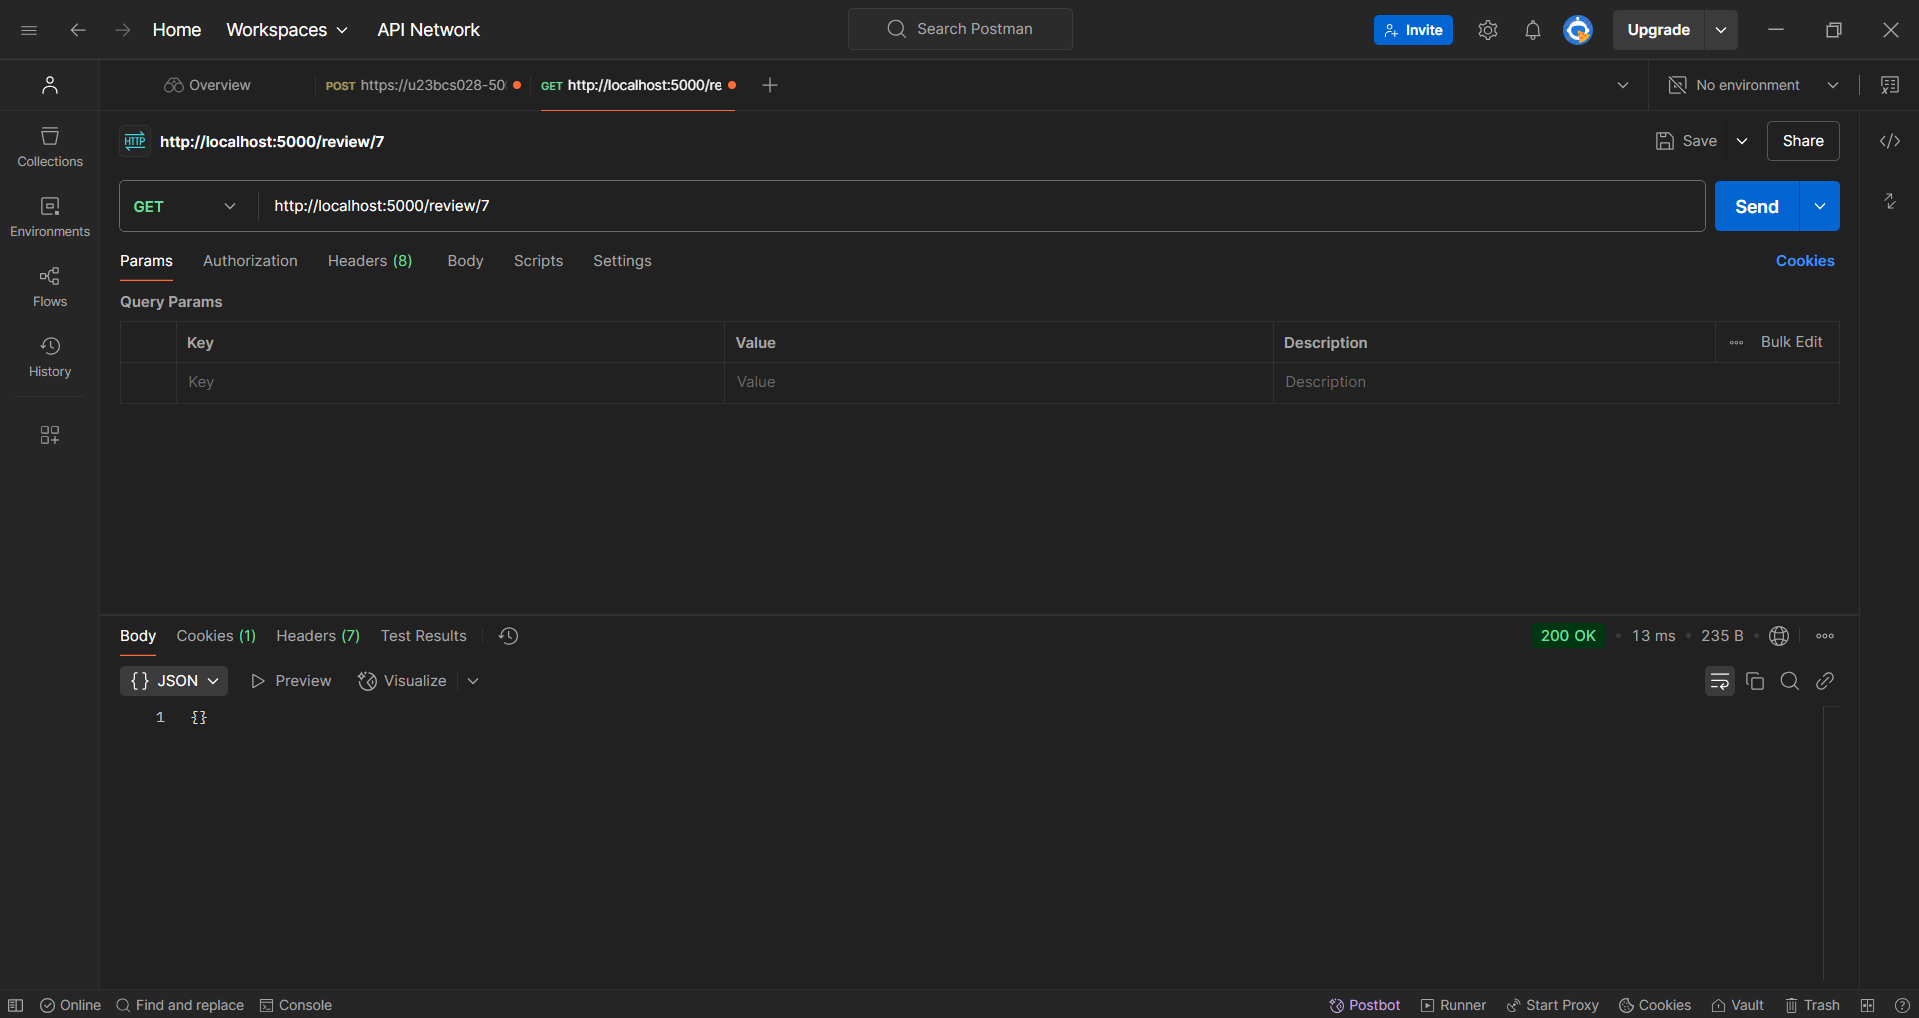 Home Workspaces API Network Search Postman Invite Upgrade
Overview POST https://u23bcs028-50 GET http://localhost:5000/re No environment
HTTP http://localhost:5000/review/7 Save Share
GET http://localhost:5000/review/7 Send
Params Authorization Headers (8) Body Scripts Settings Cookies
Query Params
Key Value Description Bulk Edit
Key Value Description
Collections
Environments
Flows
History
Body Cookies (1) Headers (7) Test Results 200 OK • 13 ms • 235 B •
{} JSON Preview Visualize
1 {}
Online Find and replace Console Postbot Runner Start Proxy Cookies Vault Trash